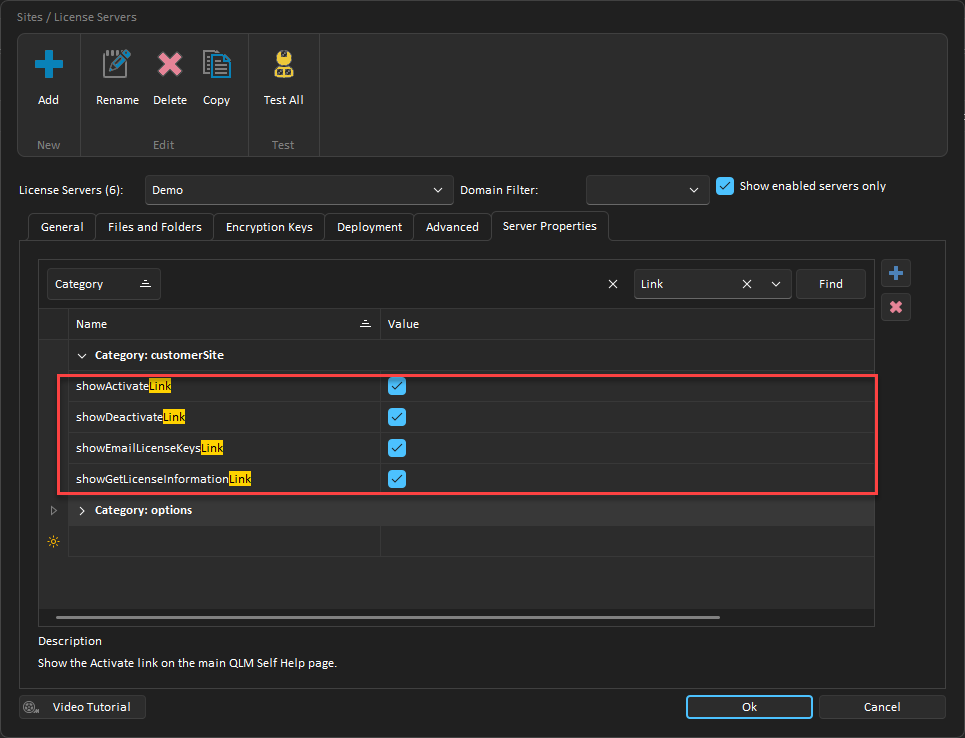 Sites / License Servers
Add
Rename
Delete
Copy
Test All
New
Edit
Test
License Servers (6):
Demo
Domain Filter:
Show enabled servers only
General
Files and Folders
Encryption Keys
Deployment
Advanced
Server Properties
Category
Link
Find
Name
Value
Category: customerSite
showActivateLink
showDeactivateLink
showEmailLicenseKeysLink
showGetLicenseInformationLink
Category: options
Description
Show the Activate link on the main QLM Self Help page.
Video Tutorial
Ok
Cancel